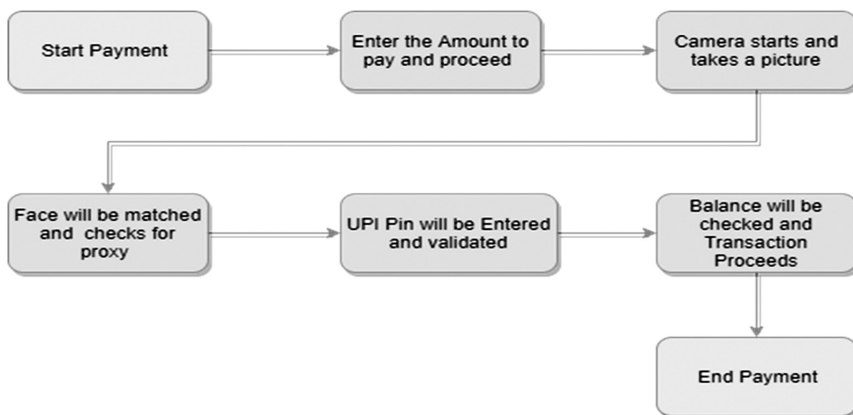 Start Payment
Enter the Amount to
pay and proceed
Camera starts and
takes a picture
Face will be matched
and checks for
proxy
UPI Pin will be Entered
and validated
Balance will be
checked and
Transaction
Proceeds
End Payment